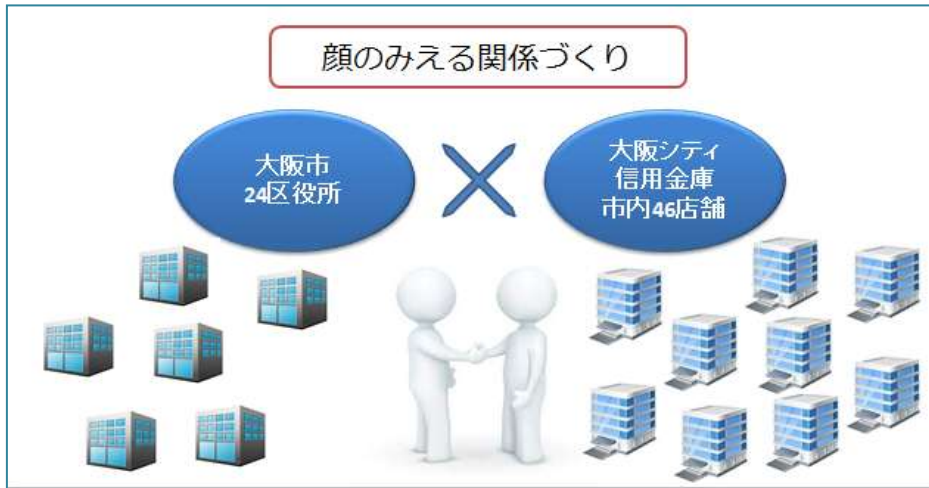 顔のみえる関係づくり
大阪市
24区役所
大阪シティ
信用金庫
市内46店舗